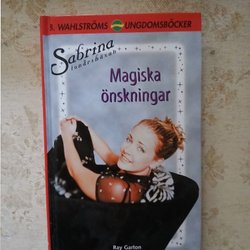 B. WAHLSTRÖMS UNGDOMSBÖCKER
Sabrina
tonårshäxan
Magiska
önskningar
Ray Garton